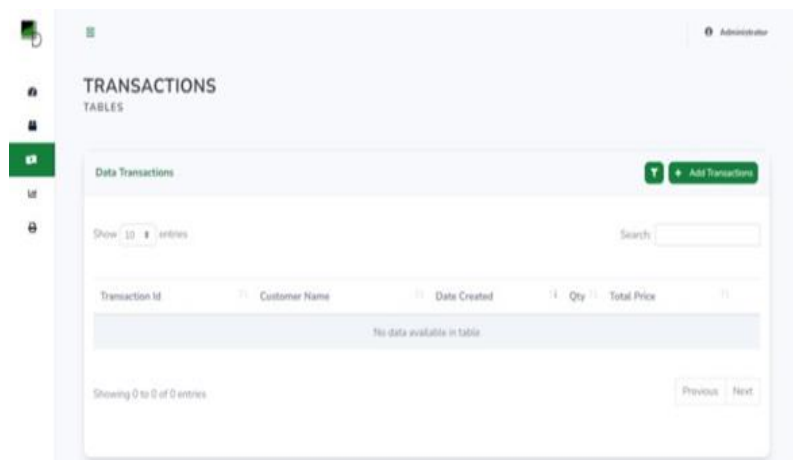 Administrator
TRANSACTIONS
TABLES
Data Transactions
+ Add Transactions
Show 10 entries
Search:
Transaction Id Customer Name Date Created Qty Total Price
No data available in table
Showing 0 to 0 of 0 entries
Previous Next